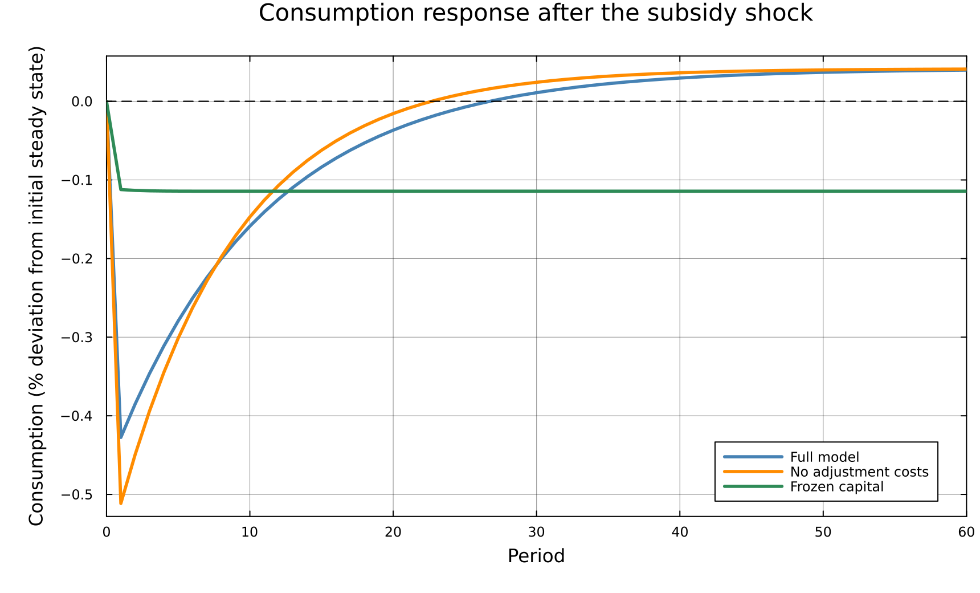 Consumption response after the subsidy shock
Consumption (% deviation from initial steady state)
0.0
−0.1
−0.2
−0.3
−0.4
−0.5
Full model
No adjustment costs
Frozen capital
0 10 20 30 40 50 60
Period